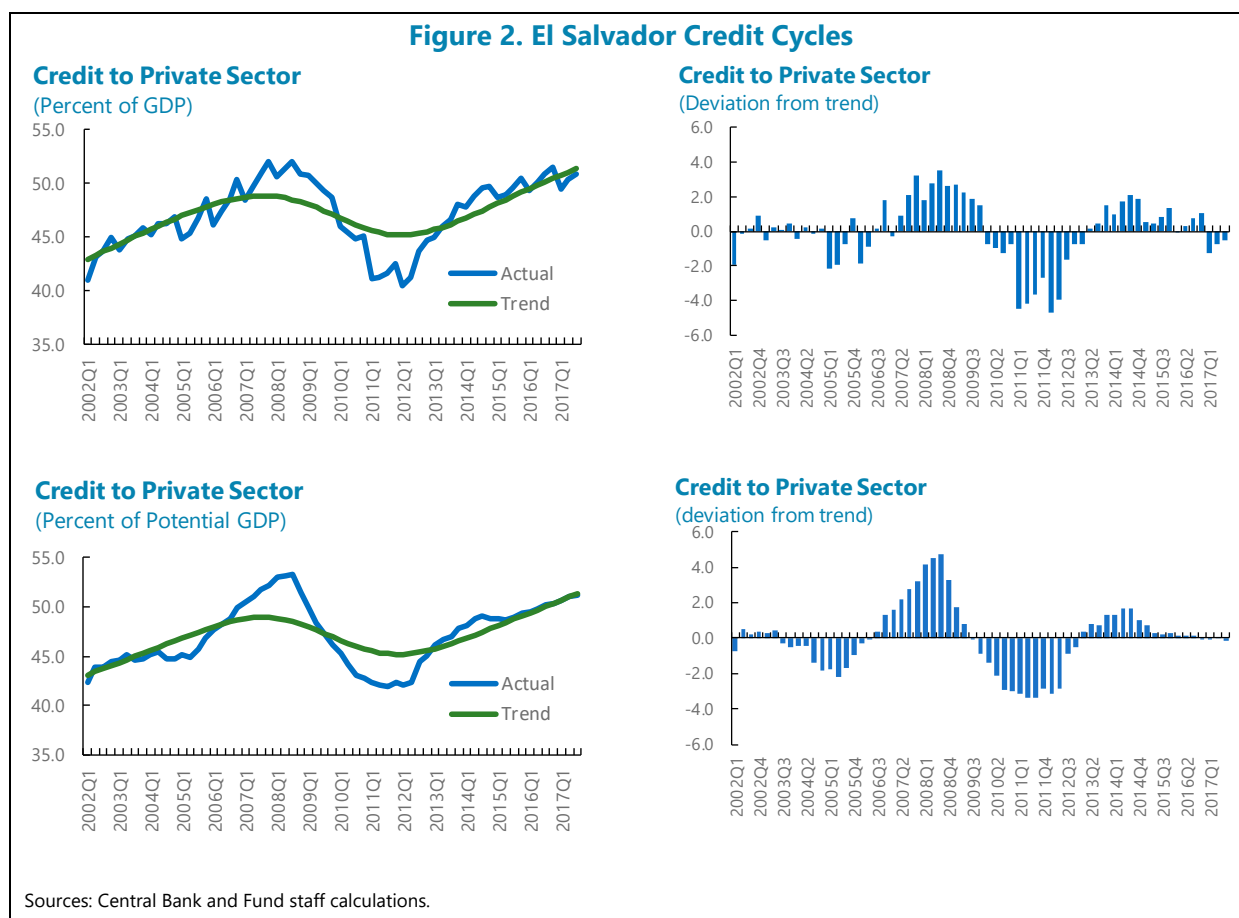 Figure 2. El Salvador Credit Cycles
Credit to Private Sector
(Percent of GDP)
55.0
50.0
45.0
40.0
35.0
Actual
Trend
2002Q1
2003Q1
2004Q1
2005Q1
2006Q1
2007Q1
2008Q1
2009Q1
2010Q1
2011Q1
2012Q1
2013Q1
2014Q1
2015Q1
2016Q1
2017Q1
Credit to Private Sector
(Deviation from trend)
6.0
4.0
2.0
0.0
-2.0
-4.0
-6.0
2002Q1
2002Q4
2003Q3
2004Q2
2005Q1
2005Q4
2006Q3
2007Q2
2008Q1
2008Q4
2009Q3
2010Q2
2011Q1
2011Q4
2012Q3
2013Q2
2014Q1
2014Q4
2015Q3
2016Q2
2017Q1
Credit to Private Sector
(Percent of Potential GDP)
55.0
50.0
45.0
40.0
35.0
Actual
Trend
2002Q1
2003Q1
2004Q1
2005Q1
2006Q1
2007Q1
2008Q1
2009Q1
2010Q1
2011Q1
2012Q1
2013Q1
2014Q1
2015Q1
2016Q1
2017Q1
Credit to Private Sector
(deviation from trend)
6.0
4.0
2.0
0.0
-2.0
-4.0
-6.0
2002Q1
2002Q4
2003Q3
2004Q2
2005Q1
2005Q4
2006Q3
2007Q2
2008Q1
2008Q4
2009Q3
2010Q2
2011Q1
2011Q4
2012Q3
2013Q2
2014Q1
2014Q4
2015Q3
2016Q2
2017Q1
Sources: Central Bank and Fund staff calculations.